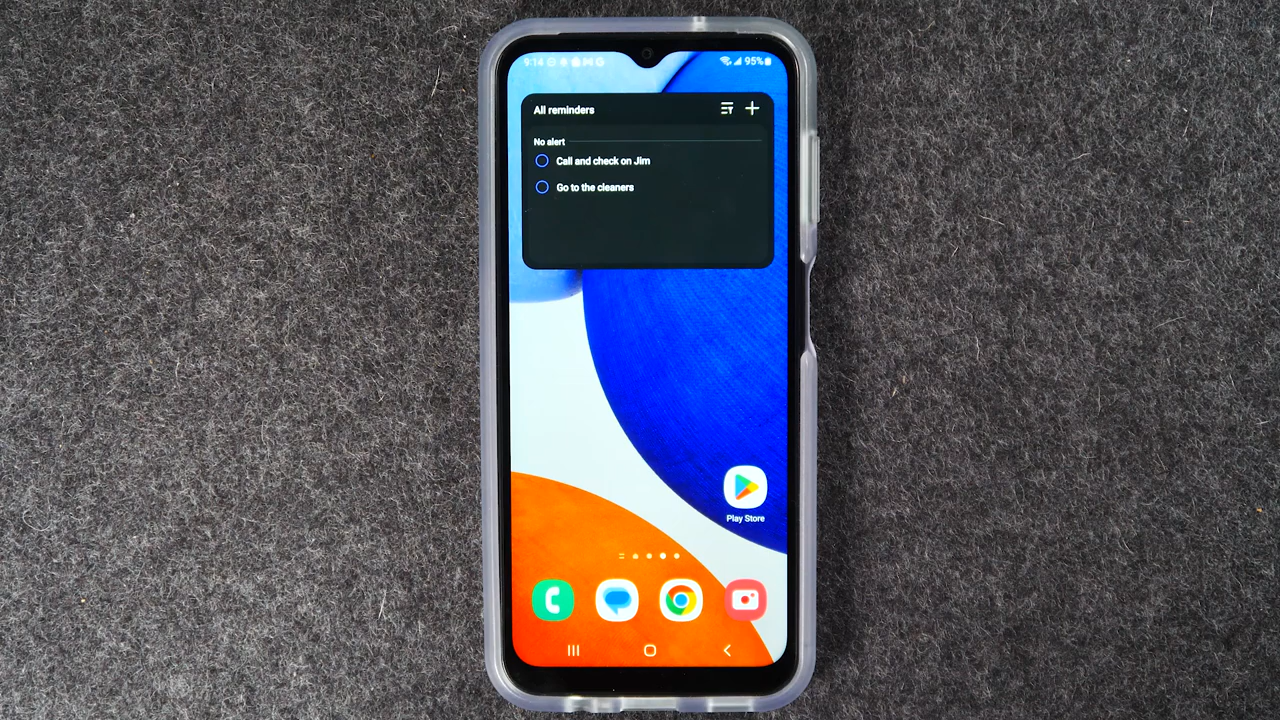 9:14
95%
All reminders
No alert
Call and check on Jim
Go to the cleaners
Play Store